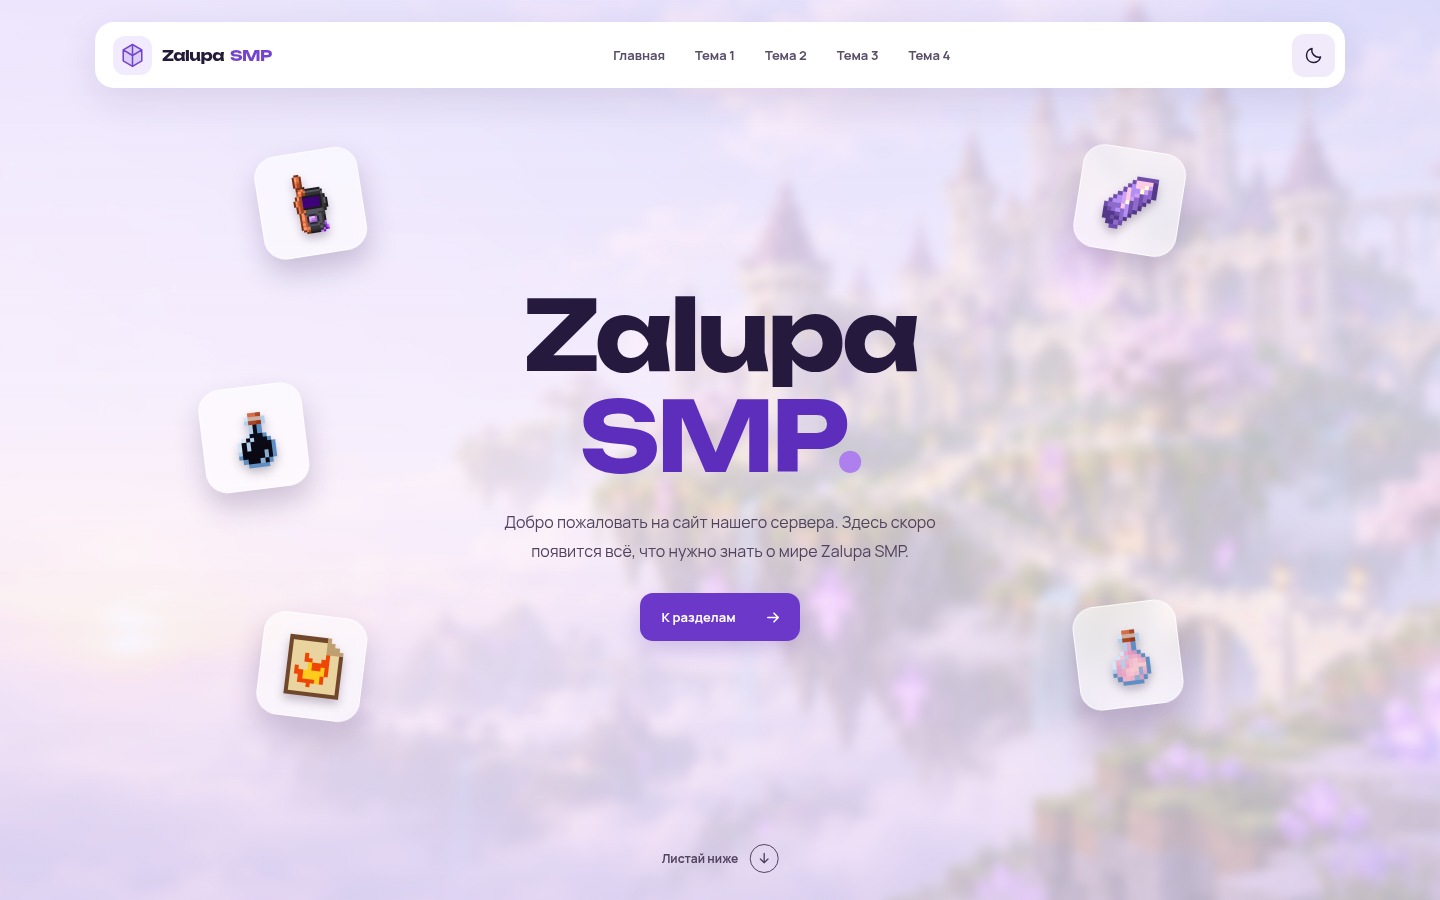 Zalupa SMP
Главная
Тема 1
Тема 2
Тема 3
Тема 4
Zalupa
SMP.
Добро пожаловать на сайт нашего сервера. Здесь скоро
появится всё, что нужно знать о мире Zalupa SMP.
К разделам
Листай ниже